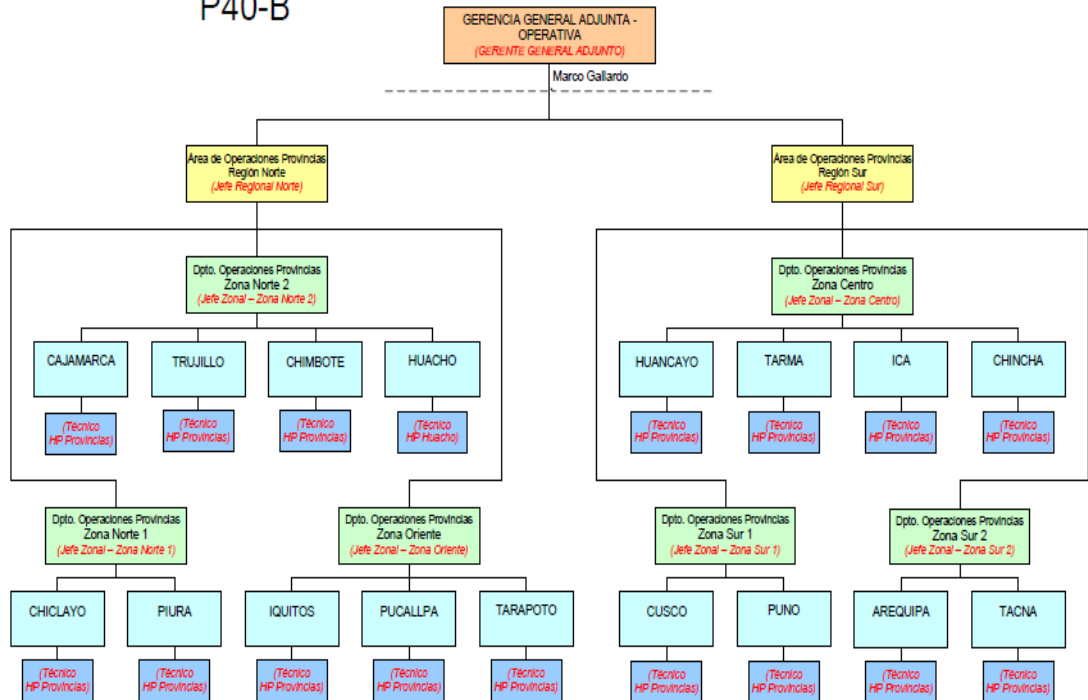 P40-B
GERENCIA GENERAL ADJUNTA -
OPERATIVA
(GERENTE GENERAL ADJUNTO)
Marco Gallardo
Área de Operaciones Provincias
Región Norte
(Jefe Regional Norte)
Área de Operaciones Provincias
Región Sur
(Jefe Regional Sur)
Dpto. Operaciones Provincias
Zona Norte 2
(Jefe Zonal – Zona Norte 2)
Dpto. Operaciones Provincias
Zona Centro
(Jefe Zonal – Zona Centro)
CAJAMARCA
TRUJILLO
CHIMBOTE
HUACHO
HUANCAYO
TARMA
ICA
CHINCHA
(Técnico
HP Provincias)
(Técnico
HP Provincias)
(Técnico
HP Provincias)
(Técnico
HP Huacho)
(Técnico
HP Provincias)
(Técnico
HP Provincias)
(Técnico
HP Provincias)
(Técnico
HP Provincias)
Dpto. Operaciones Provincias
Zona Norte 1
(Jefe Zonal – Zona Norte 1)
Dpto. Operaciones Provincias
Zona Oriente
(Jefe Zonal – Zona Oriente)
Dpto. Operaciones Provincias
Zona Sur 1
(Jefe Zonal – Zona Sur 1)
Dpto. Operaciones Provincias
Zona Sur 2
(Jefe Zonal – Zona Sur 2)
CHICLAYO
PIURA
IQUITOS
PUCALLPA
TARAPOTO
CUSCO
PUNO
AREQUIPA
TACNA
(Técnico
HP Provincias)
(Técnico
HP Provincias)
(Técnico
HP Provincias)
(Técnico
HP Provincias)
(Técnico
HP Provincias)
(Técnico
HP Provincias)
(Técnico
HP Provincias)
(Técnico
HP Provincias)
(Técnico
HP Provincias)